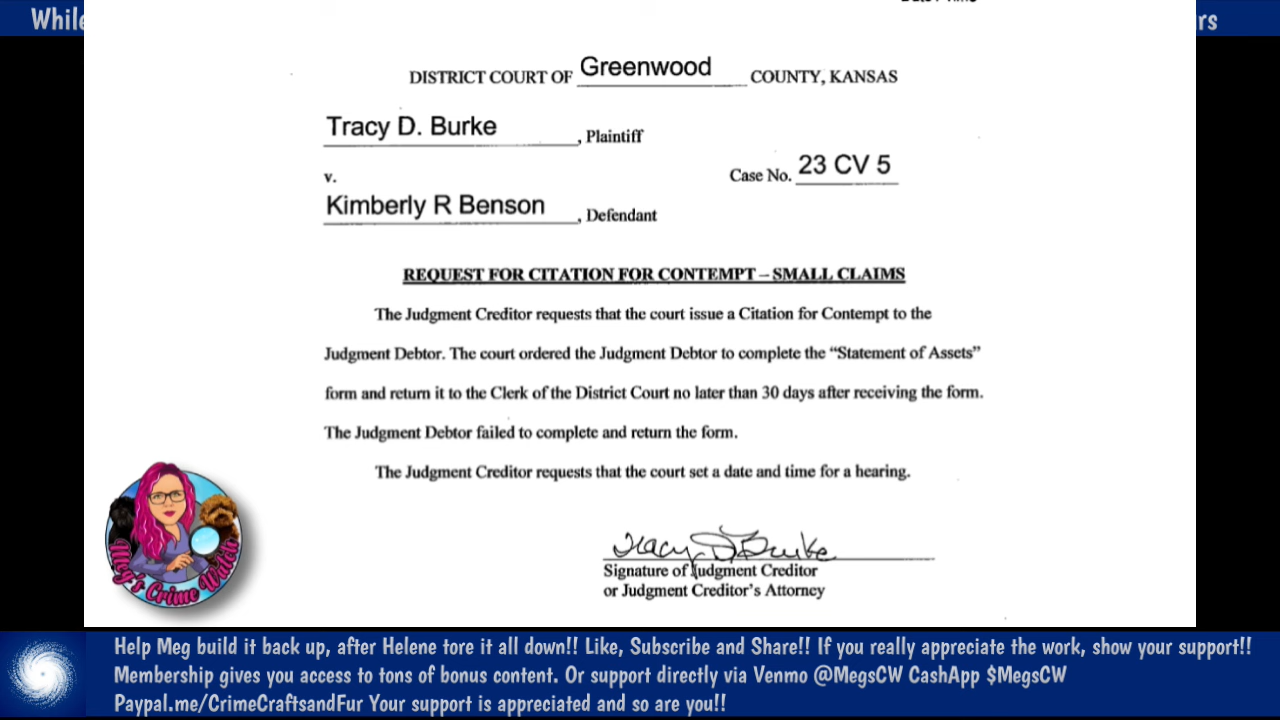 While
rs
DISTRICT COURT OF Greenwood COUNTY, KANSAS
Tracy D. Burke , Plaintiff
v.
Case No. 23 CV 5
Kimberly R Benson , Defendant
REQUEST FOR CITATION FOR CONTEMPT – SMALL CLAIMS
The Judgment Creditor requests that the court issue a Citation for Contempt to the
Judgment Debtor. The court ordered the Judgment Debtor to complete the “Statement of Assets”
form and return it to the Clerk of the District Court no later than 30 days after receiving the form.
The Judgment Debtor failed to complete and return the form.
The Judgment Creditor requests that the court set a date and time for a hearing.
Tracy D Burke
Signature of Judgment Creditor
or Judgment Creditor's Attorney
Meg's Crime Watch
Help Meg build it back up, after Helene tore it all down!! Like, Subscribe and Share!! If you really appreciate the work, show your support!!
Membership gives you access to tons of bonus content. Or support directly via Venmo @MegsCW CashApp $MegsCW
Paypal.me/CrimeCraftsandFur Your support is appreciated and so are you!!